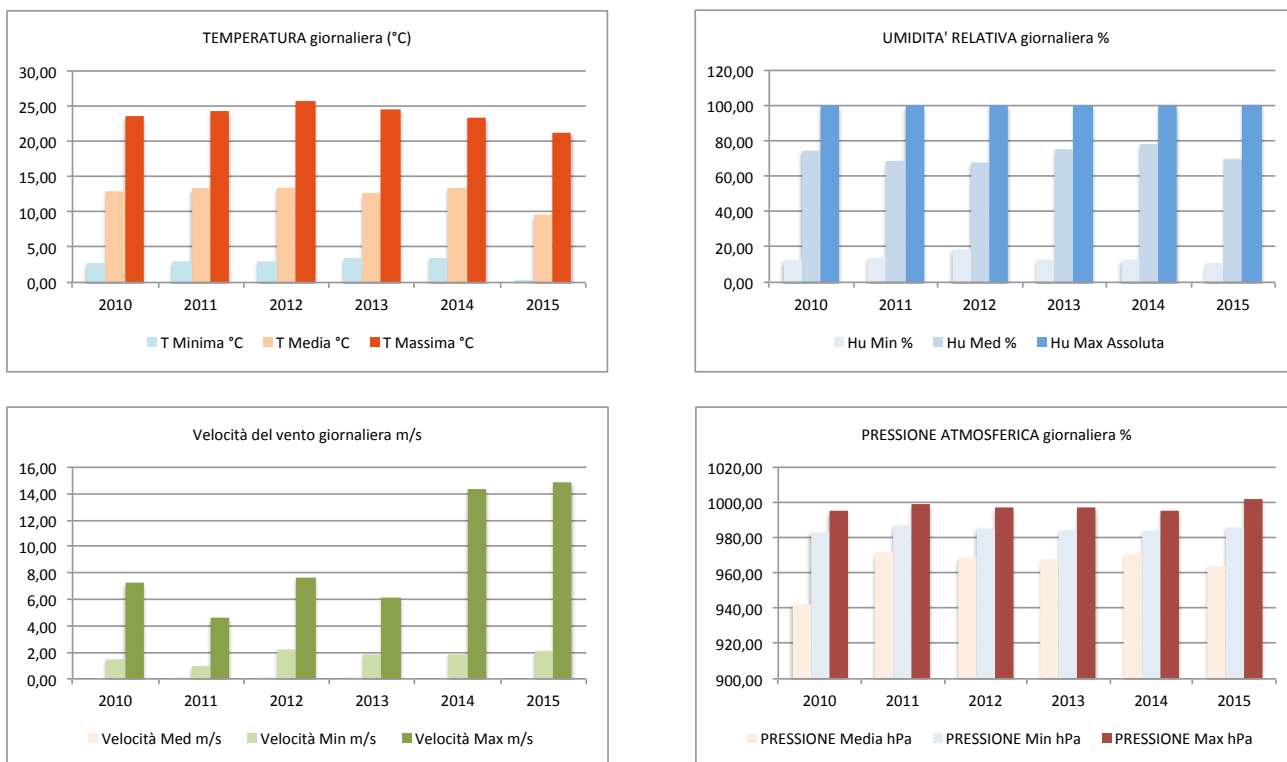 TEMPERATURA giornaliera (°C)
30,00
25,00
20,00
15,00
10,00
5,00
0,00
2010 2011 2012 2013 2014 2015
T Minima °C T Media °C T Massima °C
UMIDITA' RELATIVA giornaliera %
120,00
100,00
80,00
60,00
40,00
20,00
0,00
2010 2011 2012 2013 2014 2015
Hu Min % Hu Med % Hu Max Assoluta
Velocità del vento giornaliera m/s
16,00
14,00
12,00
10,00
8,00
6,00
4,00
2,00
0,00
2010 2011 2012 2013 2014 2015
Velocità Med m/s Velocità Min m/s Velocità Max m/s
PRESSIONE ATMOSFERICA giornaliera %
1020,00
1000,00
980,00
960,00
940,00
920,00
900,00
2010 2011 2012 2013 2014 2015
PRESSIONE Media hPa PRESSIONE Min hPa PRESSIONE Max hPa